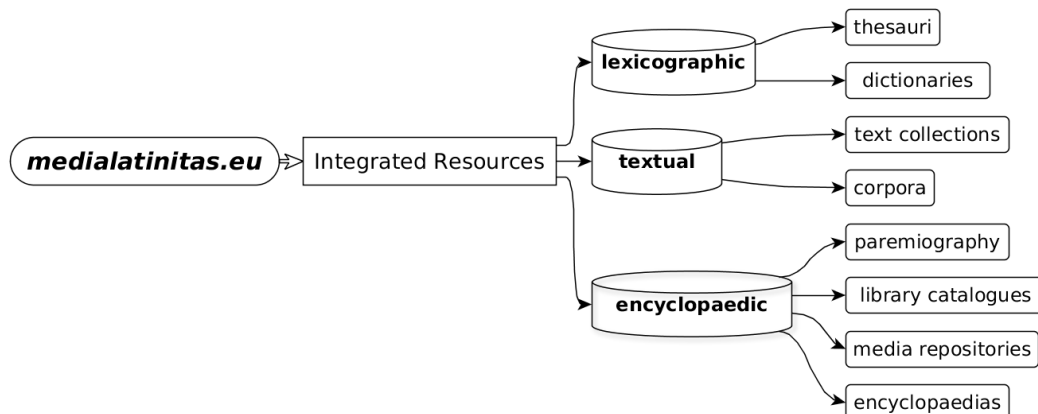 medialatinitas.eu
Integrated Resources
lexicographic
thesauri
dictionaries
textual
text collections
corpora
encyclopaedic
paremiography
library catalogues
media repositories
encyclopaedias